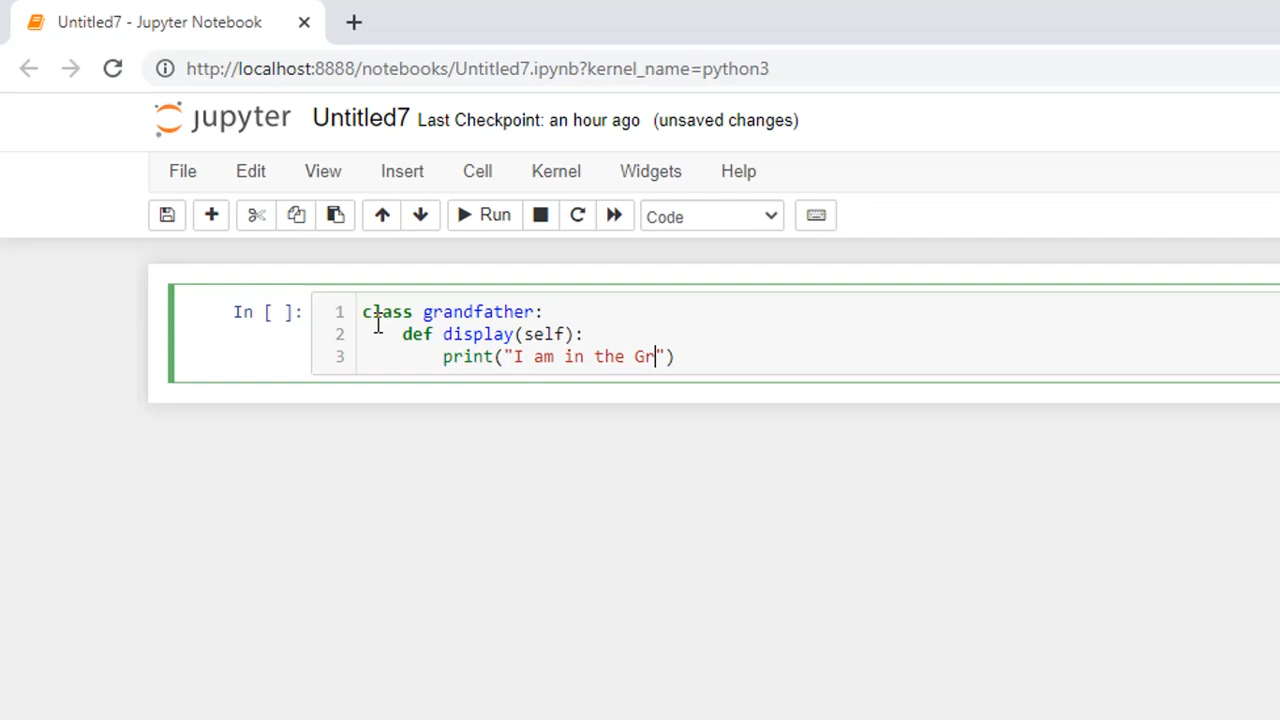 Untitled7 - Jupyter Notebook
http://localhost:8888/notebooks/Untitled7.ipynb?kernel_name=python3
jupyter Untitled7 Last Checkpoint: an hour ago (unsaved changes)
File Edit View Insert Cell Kernel Widgets Help
Run Code
In [ ]: 1 class grandfather:
2 def display(self):
3 print("I am in the Gr")